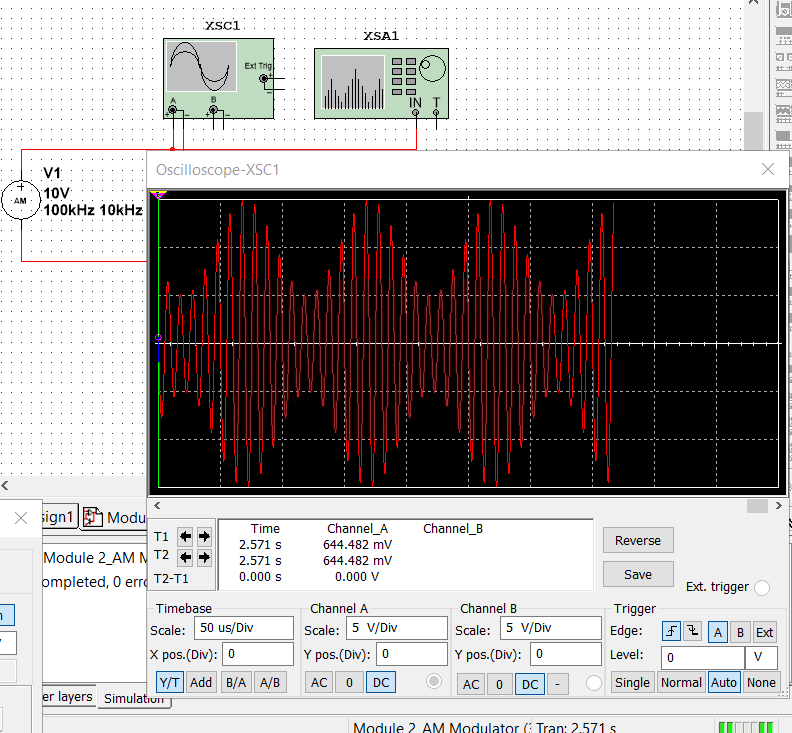 XSC1
XSA1
Ext Trig
+
-
A
B
+ - + -
IN T
V1
+
AM
10V
100kHz 10kHz
Oscilloscope-XSC1
sign1
Modu
Module 2_AM M
ompleted, 0 erro
er layers
Simulation
Time Channel_A Channel_B
T1 2.571 s 644.482 mV
T2 2.571 s 644.482 mV
T2-T1 0.000 s 0.000 V
Reverse
Save
Ext. trigger
Timebase
Scale: 50 us/Div
X pos.(Div): 0
Y/T Add B/A A/B
Channel A
Scale: 5 V/Div
Y pos.(Div): 0
AC 0 DC
Channel B
Scale: 5 V/Div
Y pos.(Div): 0
AC 0 DC -
Trigger
Edge: A B Ext
Level: 0 V
Single Normal Auto None
Tran: 2.571 s